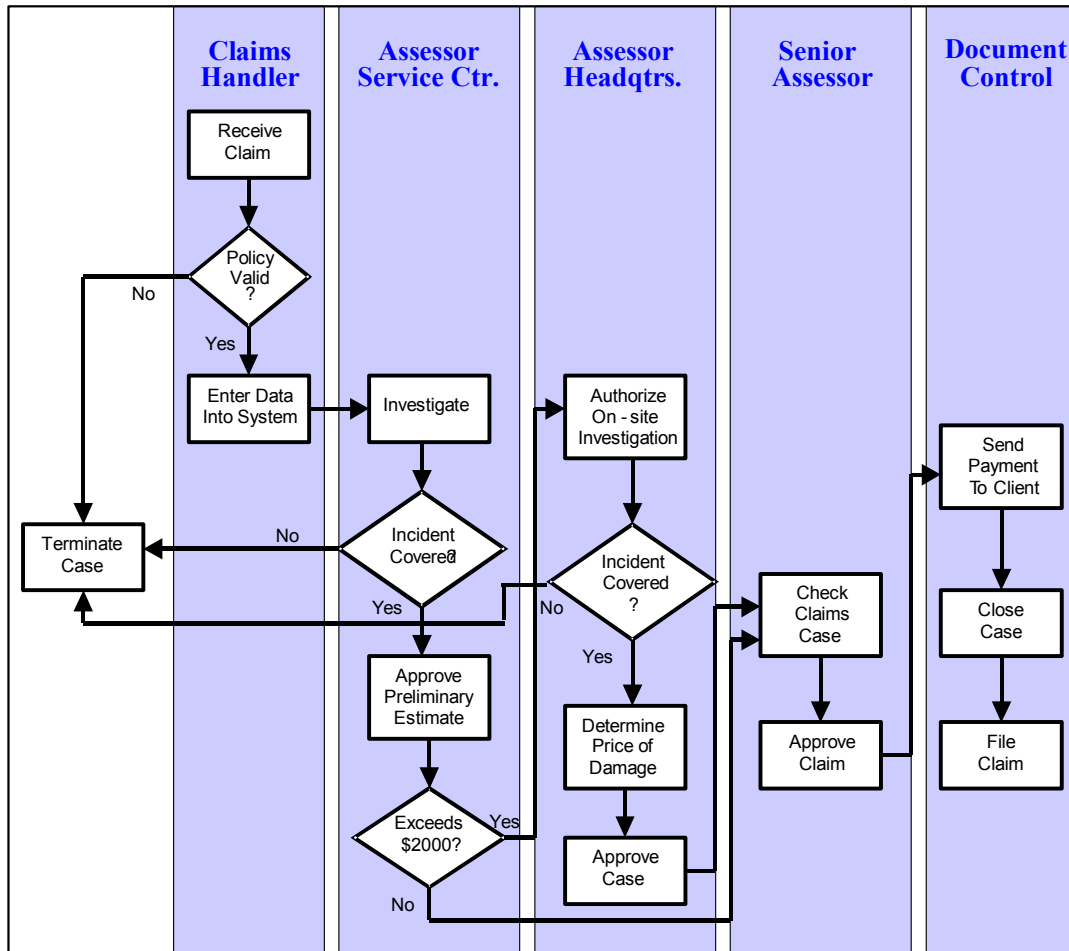 Claims
Handler
Assessor
Service Ctr.
Assessor
Headqtrs.
Senior
Assessor
Document
Control
Receive
Claim
Policy
Valid
?
No
Yes
Enter Data
Into System
Investigate
Authorize
On - site
Investigation
Send
Payment
To Client
Terminate
Case
No
Incident
Covered?
Yes
Incident
Covered
?
No
Yes
Check
Claims
Case
Close
Case
Approve
Preliminary
Estimate
Determine
Price of
Damage
Approve
Claim
File
Claim
Exceeds
$2000?
Yes
No
Approve
Case